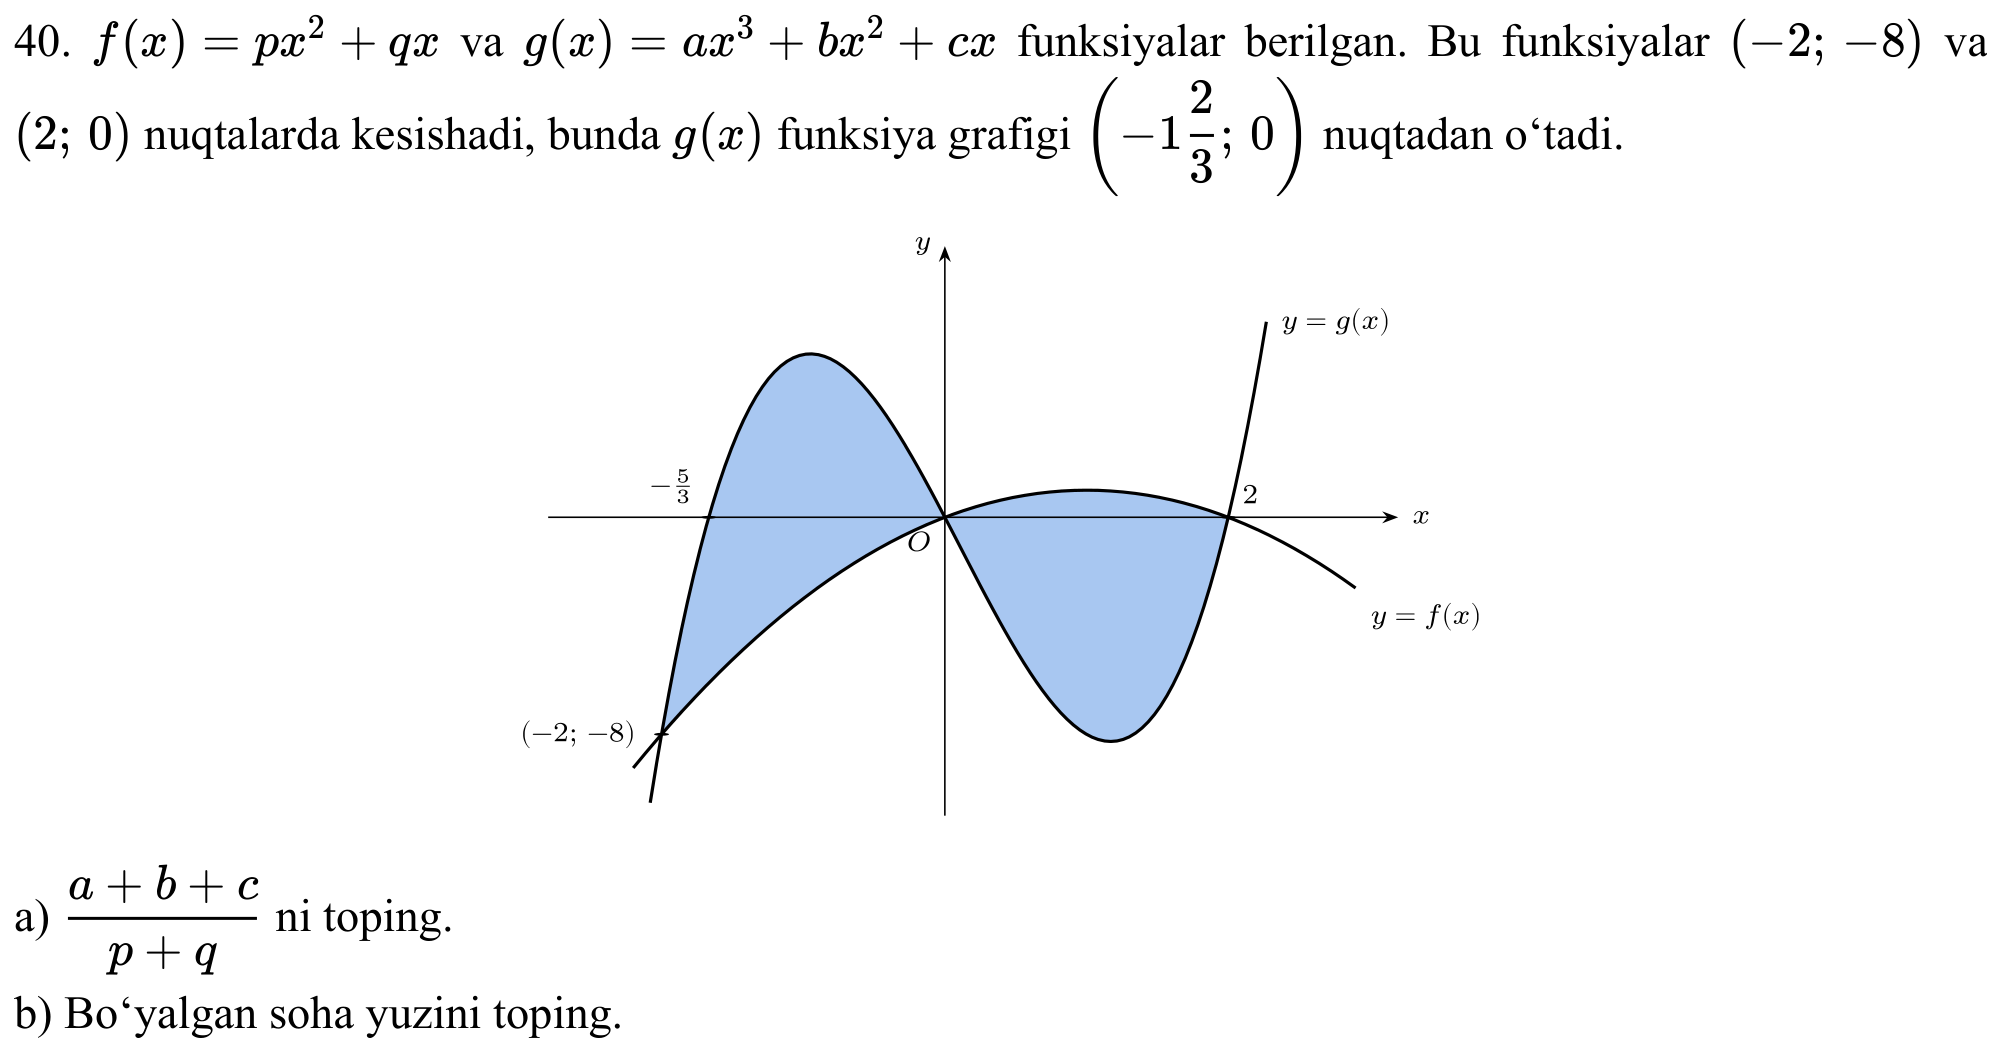 40. f(x) = px² + qx va g(x) = ax³ + bx² + cx funksiyalar berilgan. Bu funksiyalar (−2; −8) va
(2; 0) nuqtalarda kesishadi, bunda g(x) funksiya grafigi (−1 2/3; 0) nuqtadan o‘tadi.
y
y = g(x)
−5/3
2
x
O
y = f(x)
(−2; −8)
a) (a + b + c)/(p + q) ni toping.
b) Bo‘yalgan soha yuzini toping.